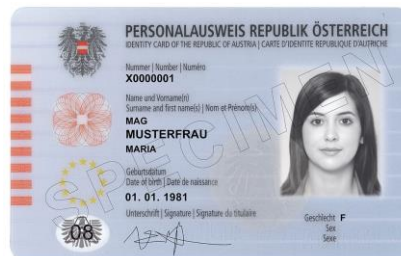 PERSONALAUSWEIS REPUBLIK ÖSTERREICH
IDENTITY CARD OF THE REPUBLIC OF AUSTRIA | CARTE D'IDENTITE REPUBLIQUE D'AUTRICHE
Nummer | Number | Numéro
X0000001
Name und Vorname(n)
Surname and first name(s) | Nom et Prénom(s)
MAG
MUSTERFRAU
MARIA
Geburtsdatum
Date of birth | Date de naissance
01. 01. 1981
Unterschrift | Signature | Signature du titulaire
Geschlecht F
Sex
Sexe
08
SPECIMEN